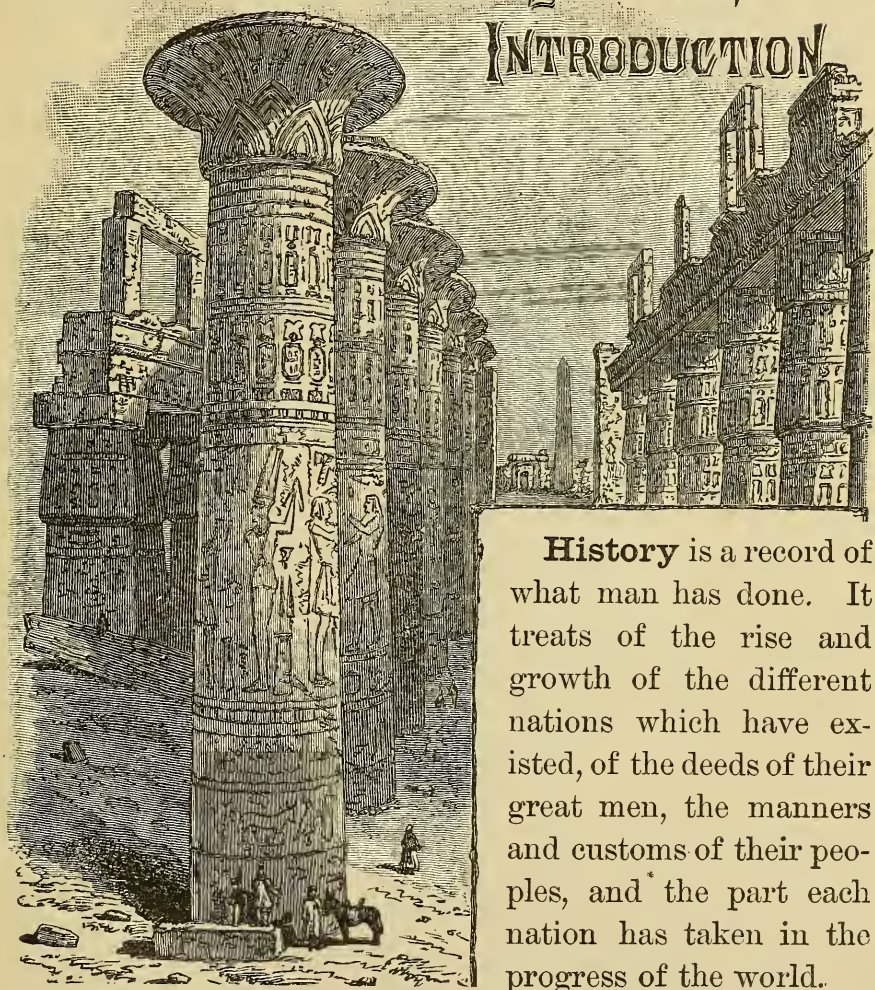 INTRODUCTION
History is a record of
what man has done. It
treats of the rise and
growth of the different
nations which have ex-
isted, of the deeds of their
great men, the manners
and customs of their peo-
ples, and the part each
nation has taken in the
progress of the world.